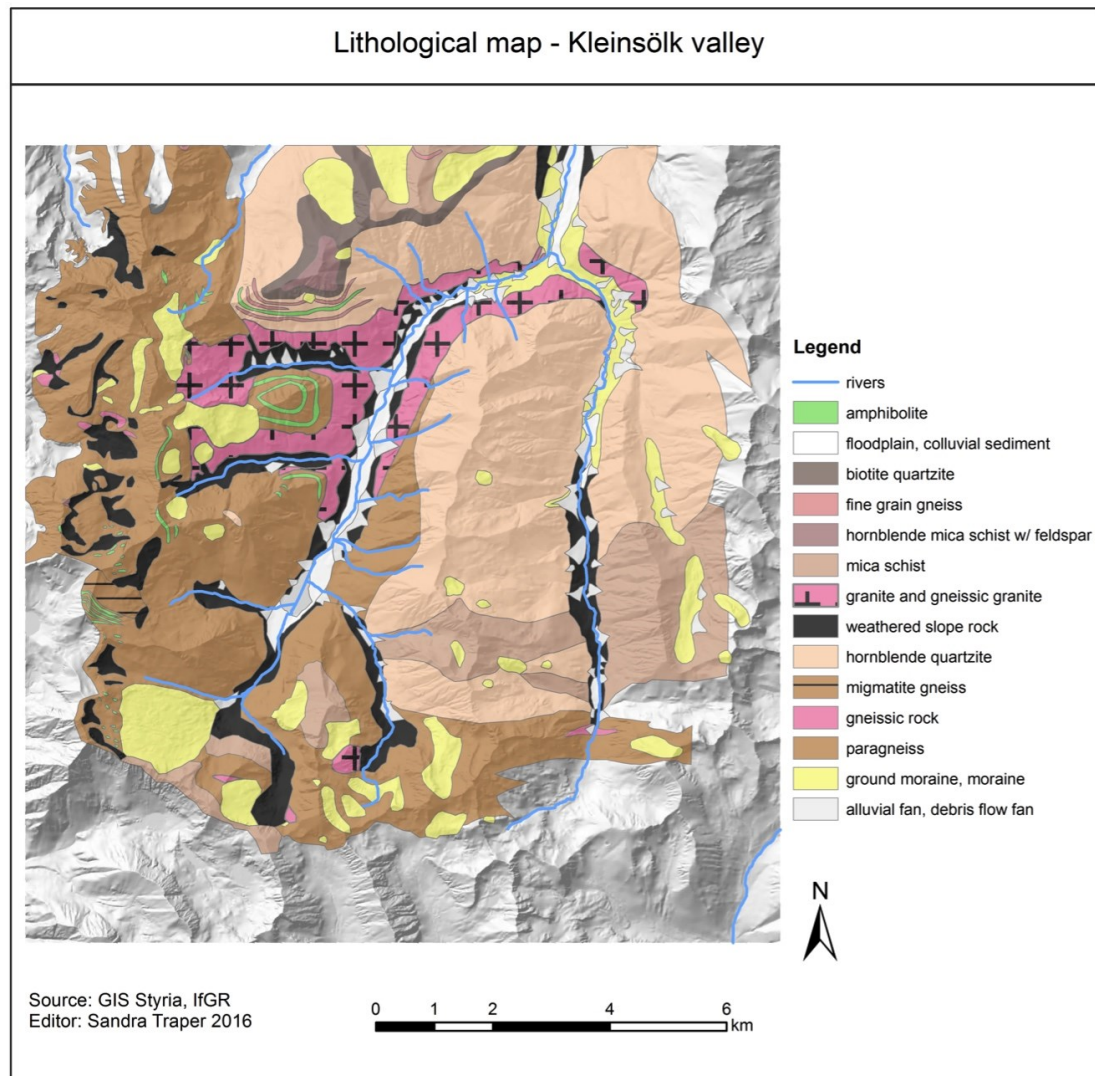 Lithological map - Kleinsölk valley
Legend
rivers
amphibolite
floodplain, colluvial sediment
biotite quartzite
fine grain gneiss
hornblende mica schist w/ feldspar
mica schist
granite and gneissic granite
weathered slope rock
hornblende quartzite
migmatite gneiss
gneissic rock
paragneiss
ground moraine, moraine
alluvial fan, debris flow fan
N
Source: GIS Styria, IfGR
Editor: Sandra Traper 2016
0 1 2 4 6
km